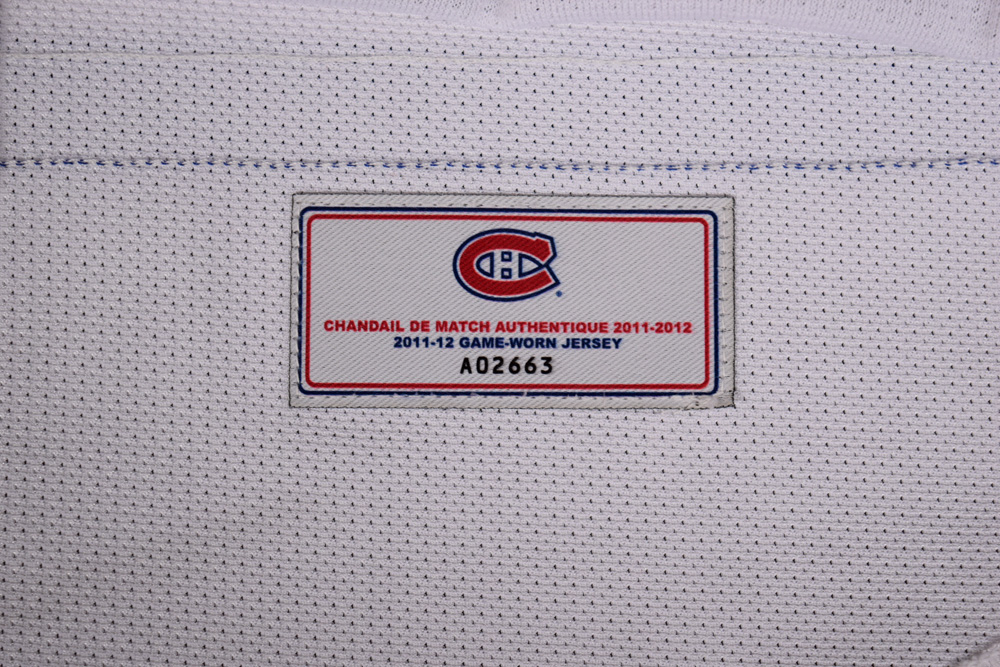 CHANDAIL DE MATCH AUTHENTIQUE 2011-2012
2011-12 GAME-WORN JERSEY
A02663